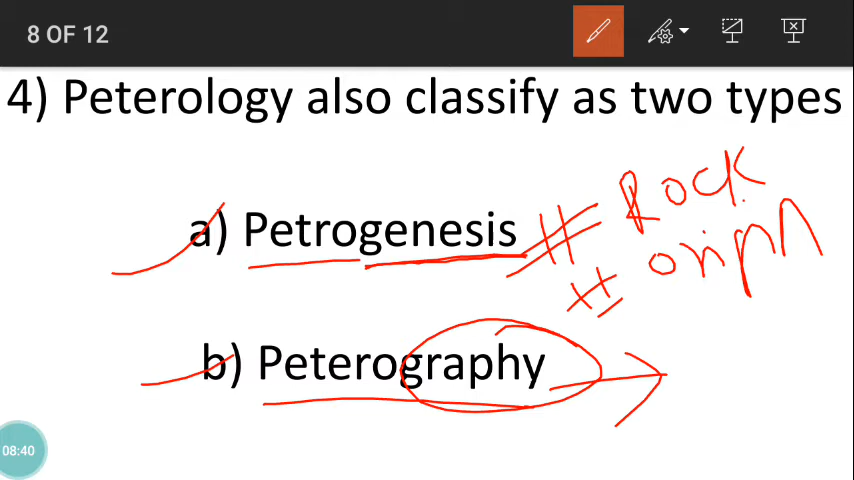 8 OF 12
4) Peterology also classify as two types
a) Petrogenesis # Rock
# origin
b) Peterography
08:40